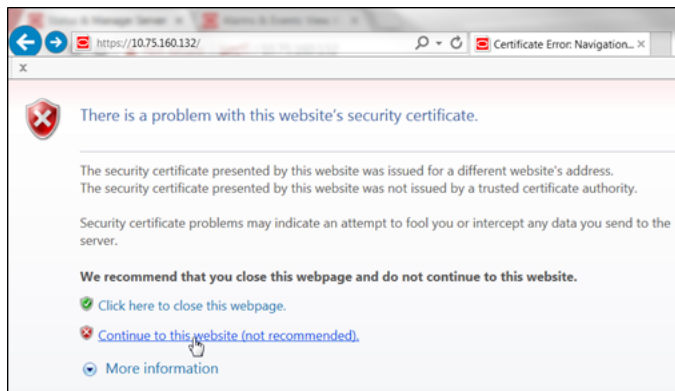 Status & Manager Server
Alarms & Events View
https://10.75.160.132/
Certificate Error: Navigation...
x
There is a problem with this website's security certificate.
The security certificate presented by this website was issued for a different website's address.
The security certificate presented by this website was not issued by a trusted certificate authority.
Security certificate problems may indicate an attempt to fool you or intercept any data you send to the
server.
We recommend that you close this webpage and do not continue to this website.
Click here to close this webpage.
Continue to this website (not recommended).
More information